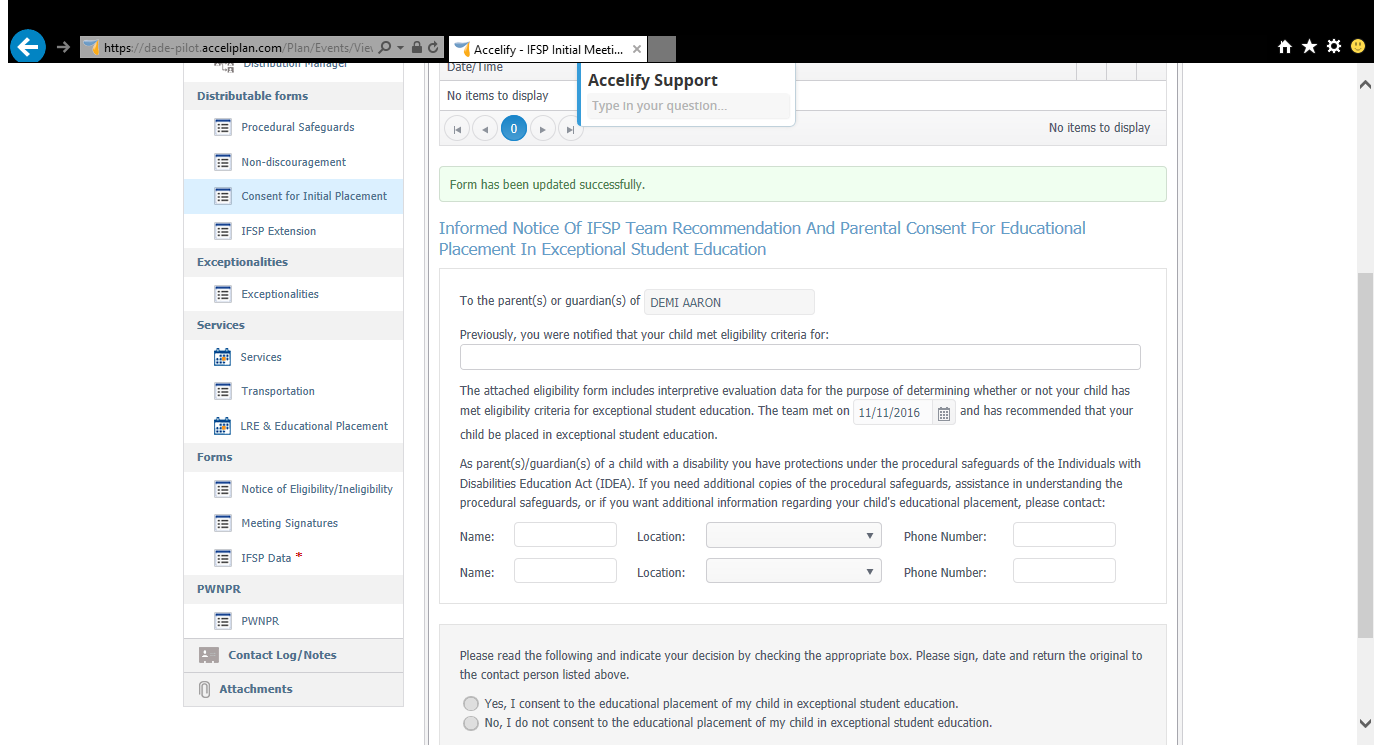 https://dade-pilot.acceliplan.com/Plan/Events/Vie
Accelify - IFSP Initial Meeti...
Distribution Manager
Distributable forms
Procedural Safeguards
Non-discouragement
Consent for Initial Placement
IFSP Extension
Exceptionalities
Exceptionalities
Services
Services
Transportation
LRE & Educational Placement
Forms
Notice of Eligibility/Ineligibility
Meeting Signatures
IFSP Data *
PWNPR
PWNPR
Contact Log/Notes
Attachments
Date/Time
No items to display
Accelify Support
Type in your question...
0
No items to display
Form has been updated successfully.
Informed Notice Of IFSP Team Recommendation And Parental Consent For Educational
Placement In Exceptional Student Education
To the parent(s) or guardian(s) of DEMI AARON
Previously, you were notified that your child met eligibility criteria for:
The attached eligibility form includes interpretive evaluation data for the purpose of determining whether or not your child has
met eligibility criteria for exceptional student education. The team met on 11/11/2016 and has recommended that your
child be placed in exceptional student education.
As parent(s)/guardian(s) of a child with a disability you have protections under the procedural safeguards of the Individuals with
Disabilities Education Act (IDEA). If you need additional copies of the procedural safeguards, assistance in understanding the
procedural safeguards, or if you want additional information regarding your child's educational placement, please contact:
Name: Location: Phone Number:
Name: Location: Phone Number:
Please read the following and indicate your decision by checking the appropriate box. Please sign, date and return the original to
the contact person listed above.
Yes, I consent to the educational placement of my child in exceptional student education.
No, I do not consent to the educational placement of my child in exceptional student education.